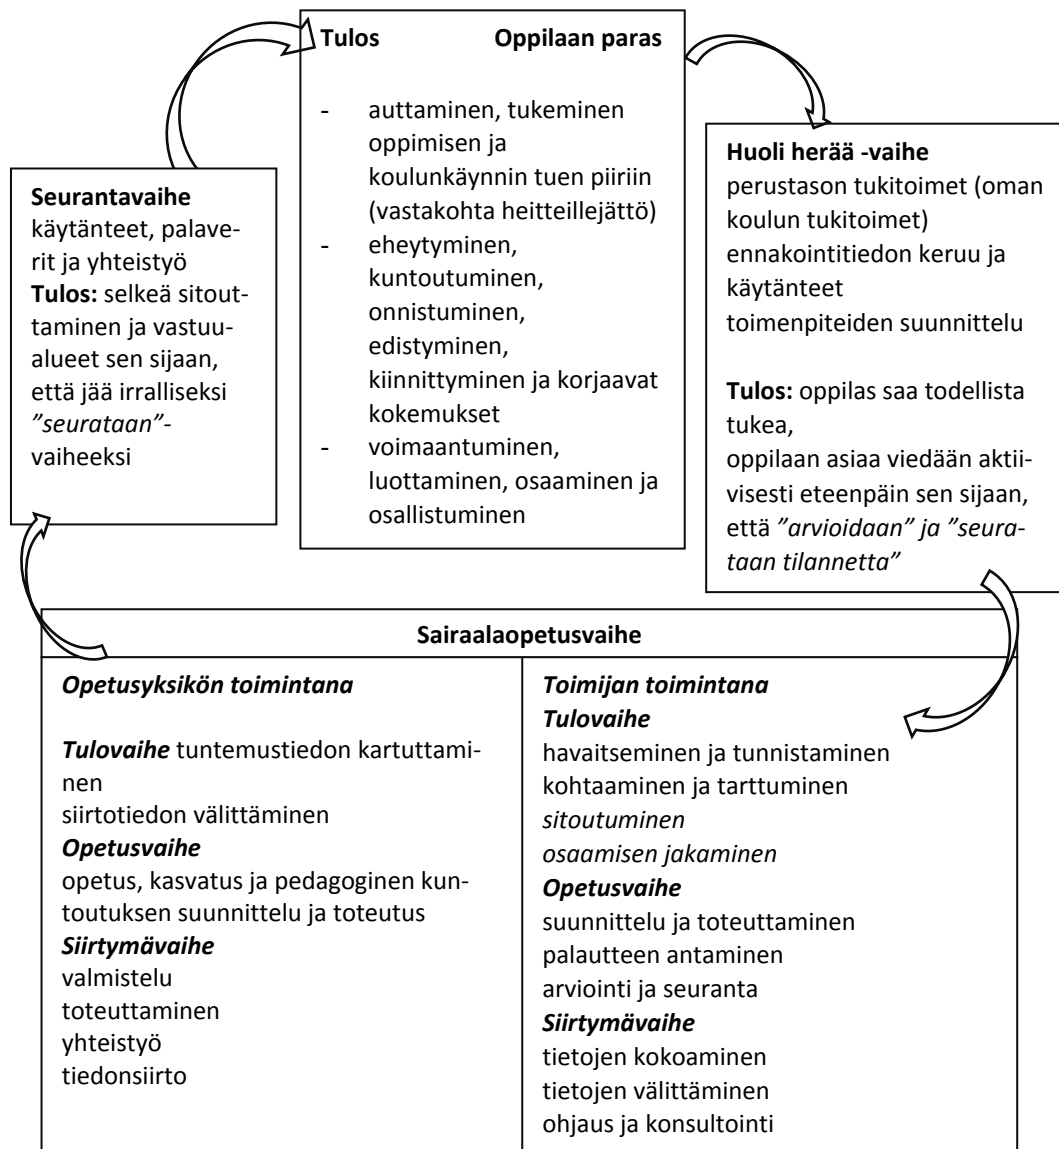 Tulos Oppilaan paras
- auttaminen, tukeminen
oppimisen ja
koulunkäynnin tuen piiriin
(vastakohta heitteillejättö)
- eheytyminen,
kuntoutuminen,
onnistuminen,
edistyminen,
kiinnittyminen ja korjaavat
kokemukset
- voimaantuminen,
luottaminen, osaaminen ja
osallistuminen
Huoli herää -vaihe
perustason tukitoimet (oman
koulun tukitoimet)
ennakointitiedon keruu ja
käytänteet
toimenpiteiden suunnittelu
Tulos: oppilas saa todellista
tukea,
oppilaan asiaa viedään aktii-
visesti eteenpäin sen sijaan,
että ”arvioidaan” ja ”seura-
taan tilannetta”
Seurantavaihe
käytänteet, palave-
rit ja yhteistyö
Tulos: selkeä sitout-
taminen ja vastuu-
alueet sen sijaan,
että jää irralliseksi
”seurataan”-
vaiheeksi
Sairaalaopetusvaihe
Opetusyksikön toimintana
Tulovaihe tuntemustiedon kartuttami-
nen
siirtotiedon välittäminen
Opetusvaihe
opetus, kasvatus ja pedagoginen kun-
toutuksen suunnittelu ja toteutus
Siirtymävaihe
valmistelu
toteuttaminen
yhteistyö
tiedonsiirto
Toimijan toimintana
Tulovaihe
havaitseminen ja tunnistaminen
kohtaaminen ja tarttuminen
sitoutuminen
osaamisen jakaminen
Opetusvaihe
suunnittelu ja toteuttaminen
palautteen antaminen
arviointi ja seuranta
Siirtymävaihe
tietojen kokoaminen
tietojen välittäminen
ohjaus ja konsultointi